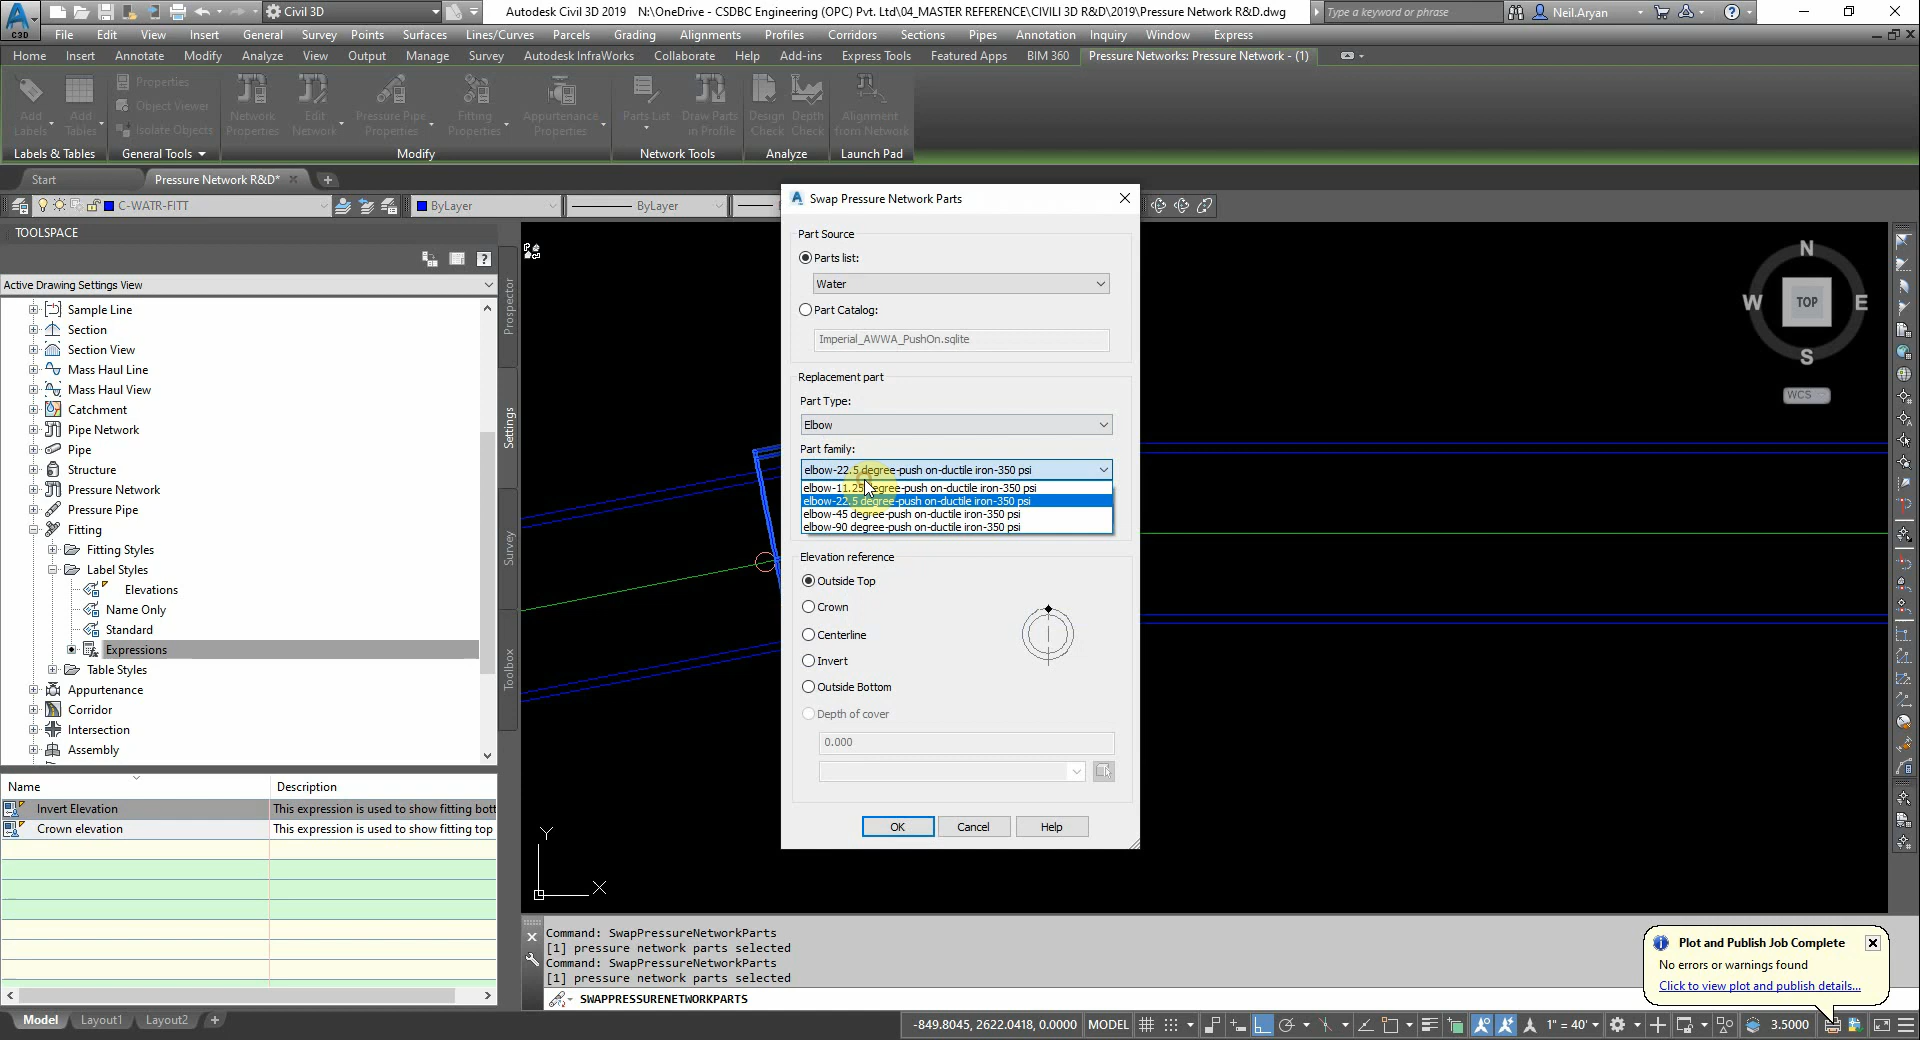 Civil 3D
Autodesk Civil 3D 2019 N:\OneDrive - CSDBC Engineering (OPC) Pvt. Ltd\04_MASTER REFERENCE\CIVILI 3D R&D\2019\Pressure Network R&D.dwg
Type a keyword or phrase
Neil.Aryan
C3D
File Edit View Insert General Survey Points Surfaces Lines/Curves Parcels Grading Alignments Profiles Corridors Sections Pipes Annotation Inquiry Window Express
Home Insert Annotate Modify Analyze View Output Manage Survey Autodesk InfraWorks Collaborate Help Add-ins Express Tools Featured Apps BIM 360 Pressure Networks: Pressure Network - (1)
Add Labels
Add Tables
Properties
Object Viewer
Isolate Objects
Network Properties
Edit Network
Pressure Pipe Properties
Fitting Properties
Appurtenance Properties
Parts List
Draw Parts in Profile
Design Check
Depth Check
Alignment from Network
Labels & Tables General Tools Modify Network Tools Analyze Launch Pad
Start Pressure Network R&D*
C-WATR-FITT ByLayer ByLayer
TOOLSPACE
Active Drawing Settings View
Sample Line
Section
Section View
Mass Haul Line
Mass Haul View
Catchment
Pipe Network
Pipe
Structure
Pressure Network
Pressure Pipe
Fitting
Fitting Styles
Label Styles
Elevations
Name Only
Standard
Expressions
Table Styles
Appurtenance
Corridor
Intersection
Assembly
Prospector
Settings
Survey
Toolbox
Name Description
Invert Elevation This expression is used to show fitting bott
Crown elevation This expression is used to show fitting top
Swap Pressure Network Parts
Part Source
Parts list:
Water
Part Catalog:
Imperial_AWWA_PushOn.sqlite
Replacement part
Part Type:
Elbow
Part family:
elbow-22.5 degree-push on-ductile iron-350 psi
elbow-11.25 degree-push on-ductile iron-350 psi
elbow-22.5 degree-push on-ductile iron-350 psi
elbow-45 degree-push on-ductile iron-350 psi
elbow-90 degree-push on-ductile iron-350 psi
Elevation reference
Outside Top
Crown
Centerline
Invert
Outside Bottom
Depth of cover
0.000
OK Cancel Help
N
W TOP E
S
WCS
Y
X
Command: SwapPressureNetworkParts
[1] pressure network parts selected
Command: SwapPressureNetworkParts
[1] pressure network parts selected
SWAPPRESSURENETWORKPARTS
Plot and Publish Job Complete
No errors or warnings found
Click to view plot and publish details...
Model Layout1 Layout2
-849.8045, 2622.0418, 0.0000 MODEL 1" = 40' 3.5000